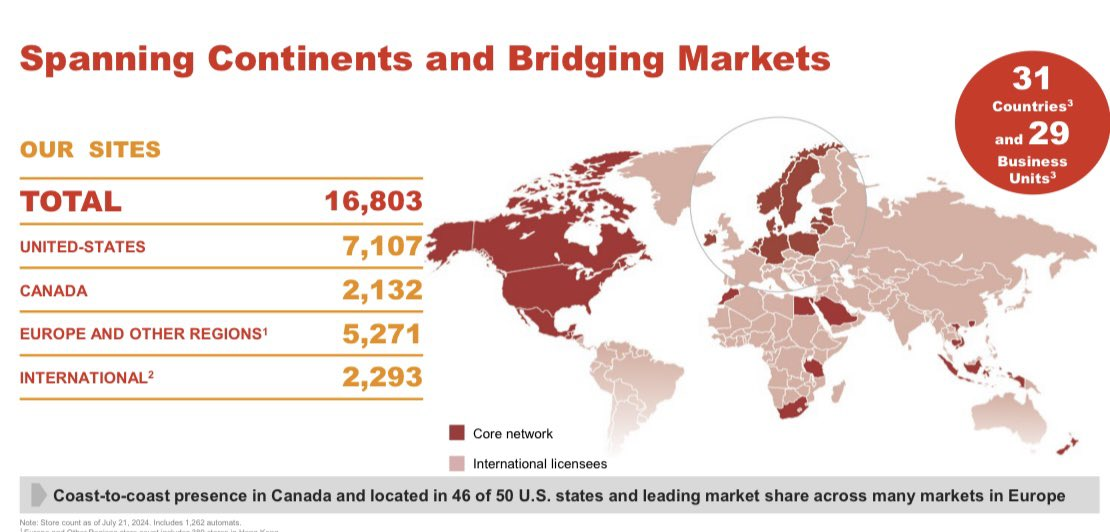 Spanning Continents and Bridging Markets
31
Countries3
and 29
Business
Units3
OUR SITES
TOTAL 16,803
UNITED-STATES 7,107
CANADA 2,132
EUROPE AND OTHER REGIONS1 5,271
INTERNATIONAL2 2,293
Core network
International licensees
Coast-to-coast presence in Canada and located in 46 of 50 U.S. states and leading market share across many markets in Europe
Note: Store count as of July 21, 2024. Includes 1,262 automats.